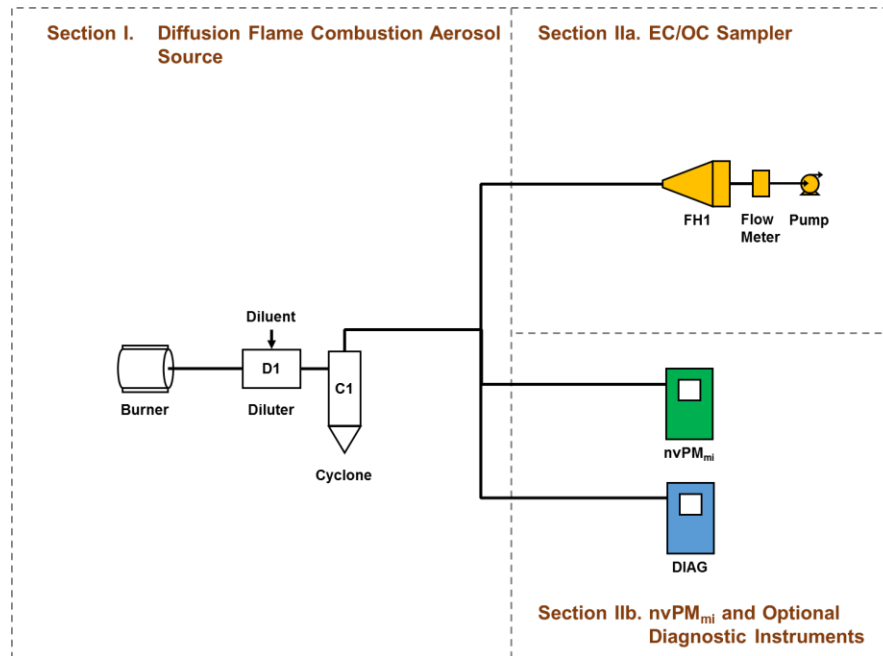 Section I. Diffusion Flame Combustion Aerosol
Source
Section IIa. EC/OC Sampler
FH1
Flow
Meter
Pump
Diluent
D1
C1
Burner
Diluter
Cyclone
nvPMmi
DIAG
Section IIb. nvPMmi and Optional
Diagnostic Instruments